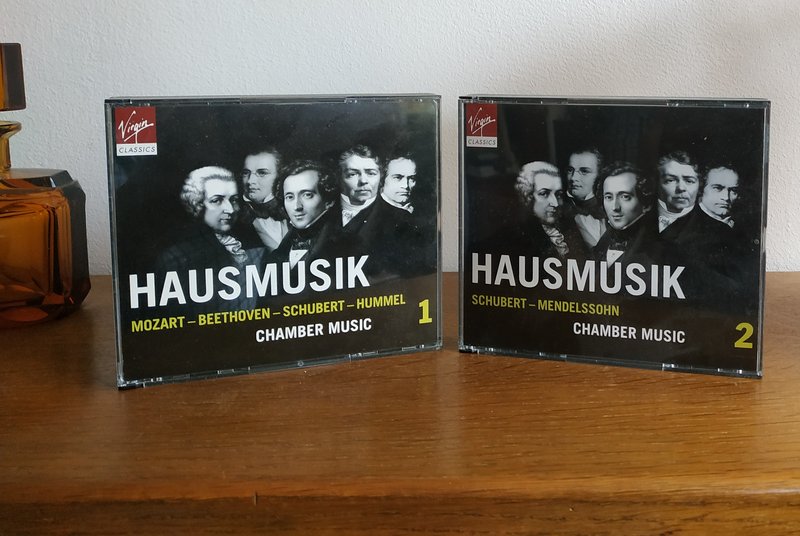 Virgin
CLASSICS
HAUSMUSIK
MOZART – BEETHOVEN – SCHUBERT – HUMMEL 1
CHAMBER MUSIC
Virgin
CLASSICS
HAUSMUSIK
SCHUBERT – MENDELSSOHN
CHAMBER MUSIC 2